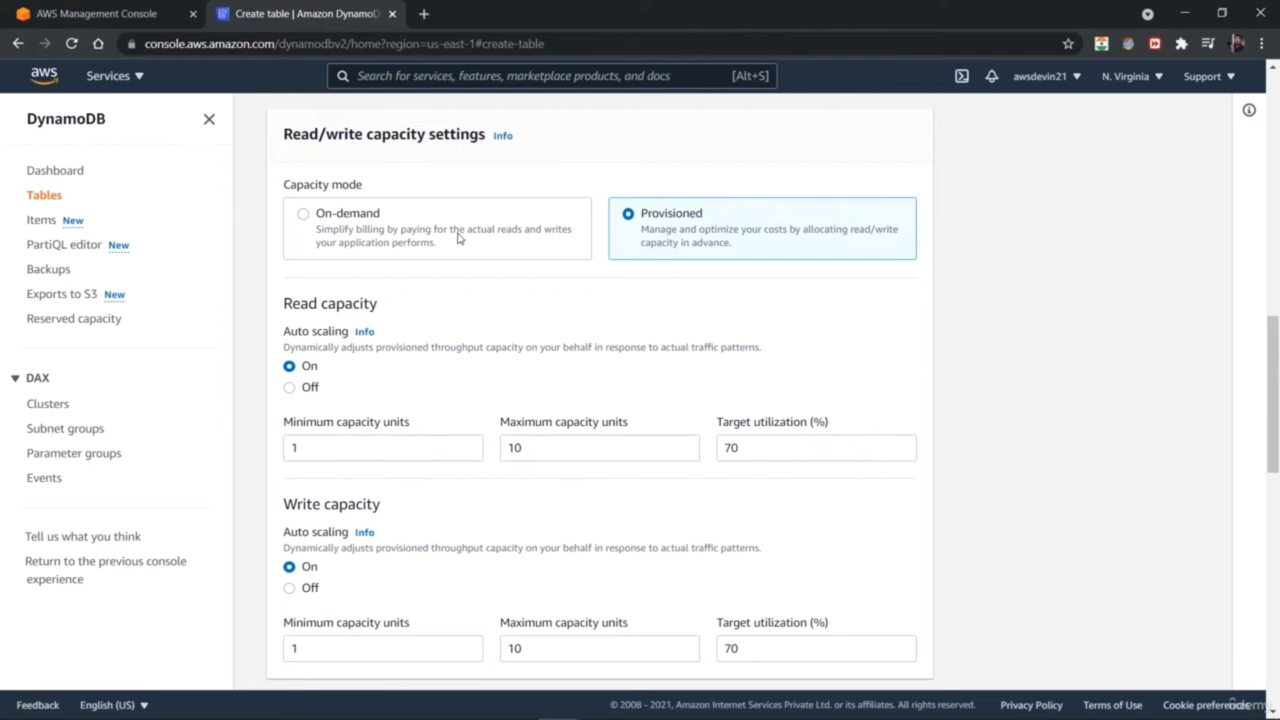 AWS Management Console
Create table | Amazon DynamoD
console.aws.amazon.com/dynamodbv2/home?region=us-east-1#create-table
aws
Services
Search for services, features, marketplace products, and docs
[Alt+S]
awsdevin21
N. Virginia
Support
DynamoDB
Dashboard
Tables
Items New
PartiQL editor New
Backups
Exports to S3 New
Reserved capacity
DAX
Clusters
Subnet groups
Parameter groups
Events
Tell us what you think
Return to the previous console
experience
Read/write capacity settings Info
Capacity mode
On-demand
Simplify billing by paying for the actual reads and writes
your application performs.
Provisioned
Manage and optimize your costs by allocating read/write
capacity in advance.
Read capacity
Auto scaling Info
Dynamically adjusts provisioned throughput capacity on your behalf in response to actual traffic patterns.
On
Off
Minimum capacity units
Maximum capacity units
Target utilization (%)
1
10
70
Write capacity
Auto scaling Info
Dynamically adjusts provisioned throughput capacity on your behalf in response to actual traffic patterns.
On
Off
Minimum capacity units
Maximum capacity units
Target utilization (%)
1
10
70
Feedback
English (US)
© 2008 - 2021, Amazon Internet Services Private Ltd. or its affiliates. All rights reserved.
Privacy Policy
Terms of Use
Cookie preferences
Udemy